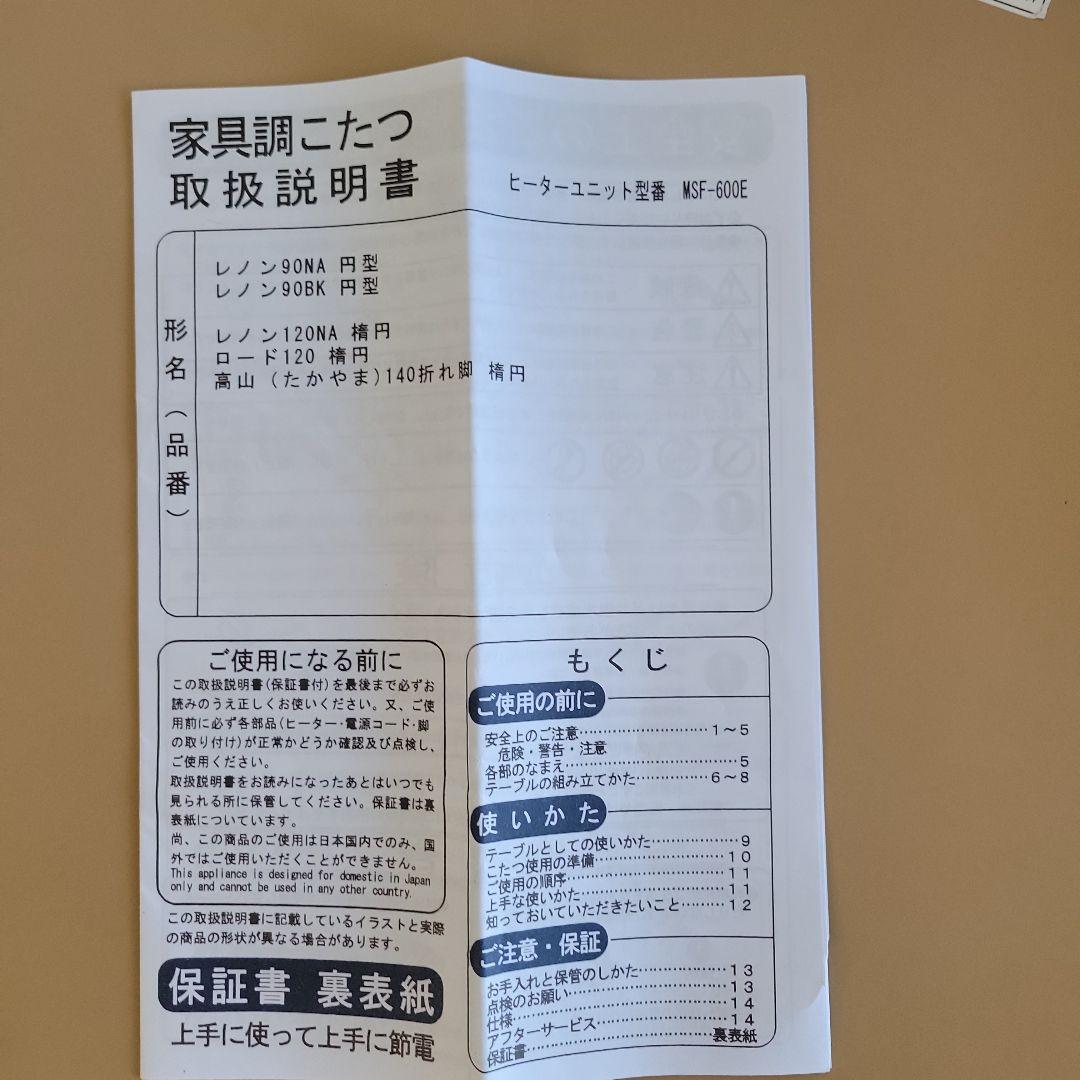 家具調こたつ
取扱説明書
ヒーターユニット型番 MSF-600E
形名（品番）
レノン90NA 円型
レノン90BK 円型
レノン120NA 楕円
ロード120 楕円
高山（たかやま)140折れ脚 楕円
ご使用になる前に
この取扱説明書(保証書付)を最後まで必ずお
読みのうえ正しくお使いください。又、ご使
用前に必ず各部品(ヒーター・電源コード・脚
の取り付け)が正常かどうか確認及び点検し、
ご使用ください。
取扱説明書をお読みになったあとはいつでも
見られる所に保管してください。保証書は裏
表紙についています。
尚、この商品のご使用は日本国内でのみ、国
外ではご使用いただくことができません。
This appliance is designed for domestic in Japan
only and cannot be used in any other country.
この取扱説明書に記載しているイラストと実際
の商品の形状が異なる場合があります。
保証書 裏表紙
上手に使って上手に節電
もくじ
ご使用の前に
安全上のご注意……………………1～5
危険・警告・注意
各部のなまえ…………………………5
テーブルの組み立てかた……………6～8
使いかた
テーブルとしての使いかた……………9
こたつ使用の準備……………………10
ご使用の順序…………………………11
上手な使いかた………………………11
知っておいていただきたいこと………12
ご注意・保証
お手入れと保管のしかた………………13
点検のお願い…………………………13
仕様……………………………………14
アフターサービス……………………14
保証書…………………………………裏表紙